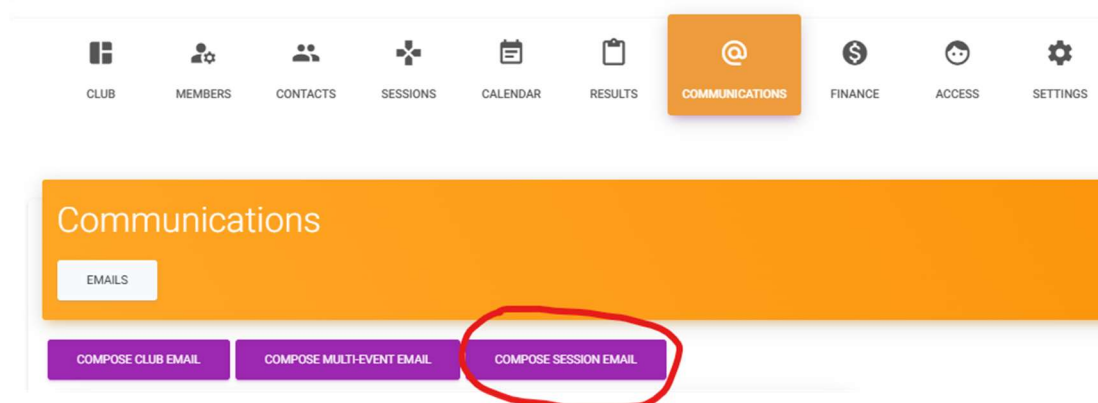 CLUB MEMBERS CONTACTS SESSIONS CALENDAR RESULTS COMMUNICATIONS FINANCE ACCESS SETTINGS
Communications
EMAILS
COMPOSE CLUB EMAIL COMPOSE MULTI-EVENT EMAIL COMPOSE SESSION EMAIL